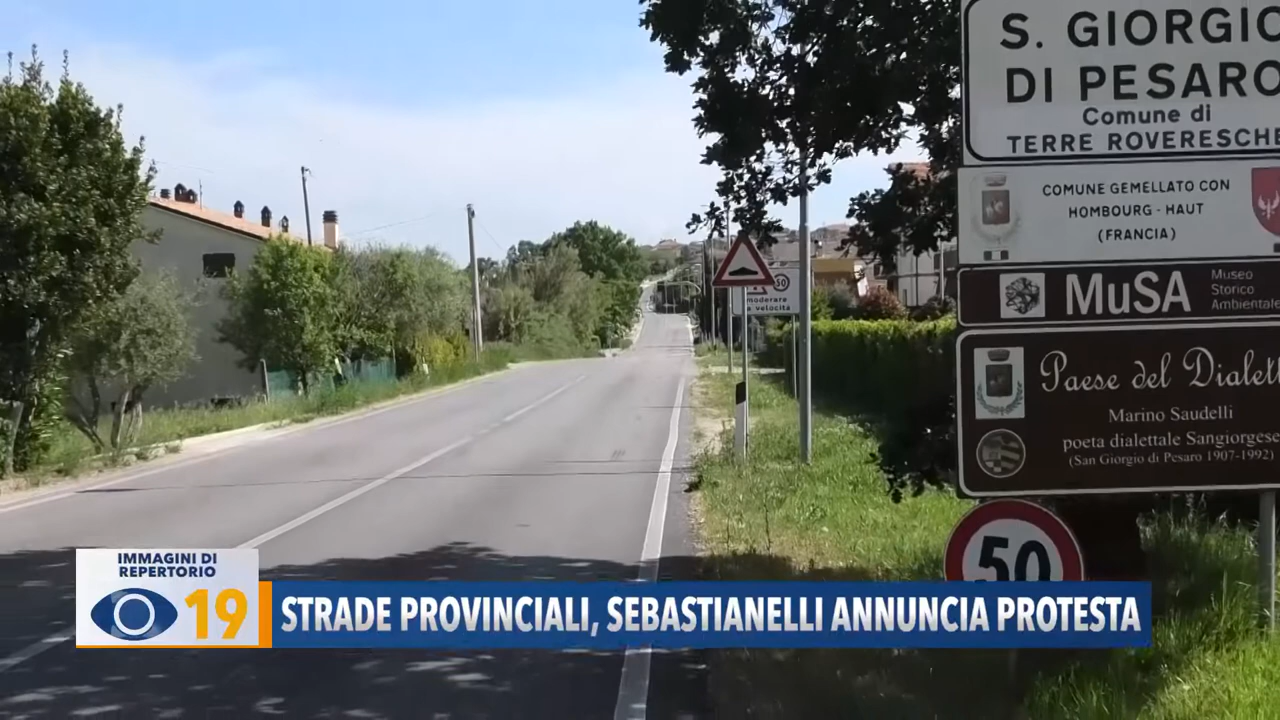 S. GIORGIO
DI PESARO
Comune di
TERRE ROVERESCHE
COMUNE GEMELLATO CON
HOMBOURG - HAUT
(FRANCIA)
MuSA
Museo
Storico
Ambientale
Paese del Dialett
Marino Saudelli
poeta dialettale Sangiorgese
(San Giorgio di Pesaro 1907-1992)
50
50
moderare
la velocità
IMMAGINI DI
REPERTORIO
19
STRADE PROVINCIALI, SEBASTIANELLI ANNUNCIA PROTESTA